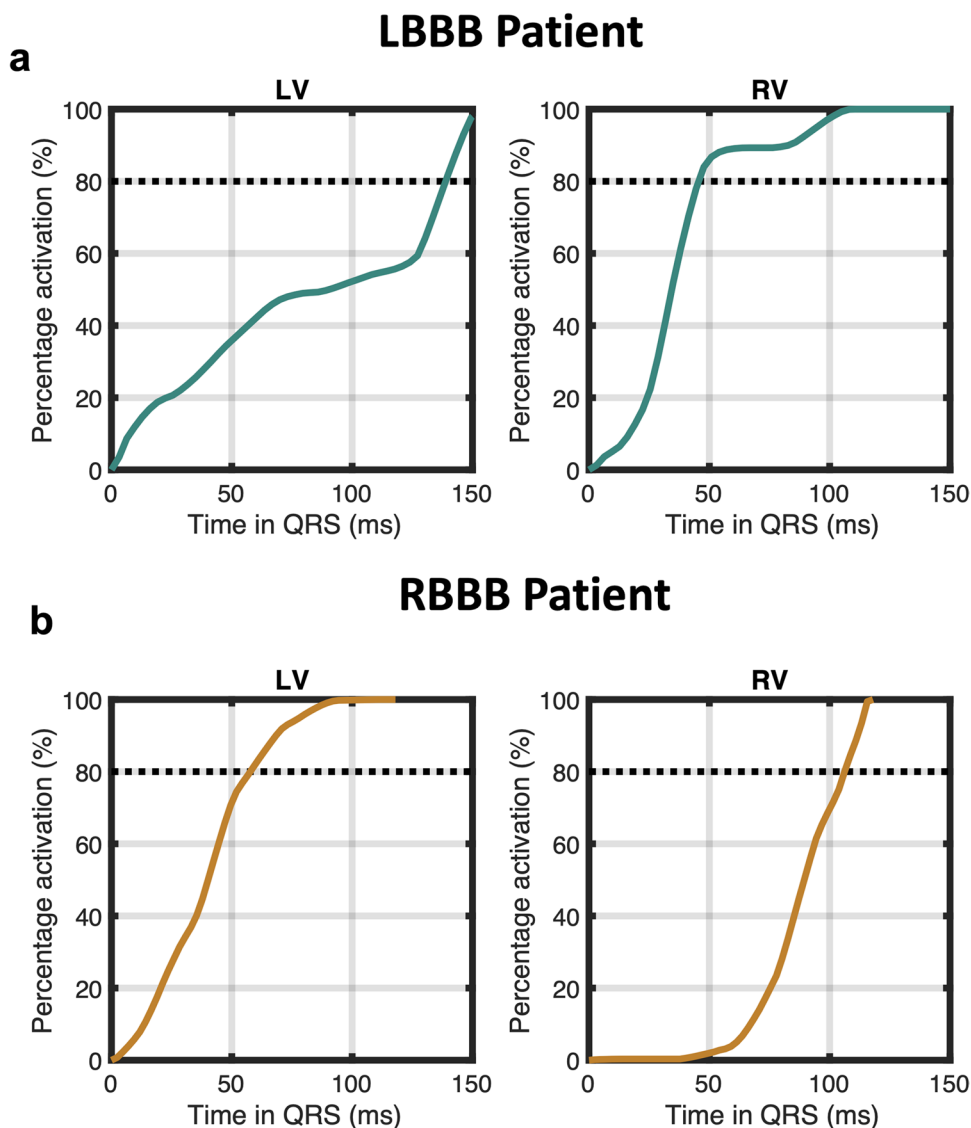 LBBB Patient
a
LV
RV
Percentage activation (%)
100
80
60
40
20
0
0 50 100 150
Time in QRS (ms)
Percentage activation (%)
100
80
60
40
20
0
0 50 100 150
Time in QRS (ms)
RBBB Patient
b
LV
RV
Percentage activation (%)
100
80
60
40
20
0
0 50 100 150
Time in QRS (ms)
Percentage activation (%)
100
80
60
40
20
0
0 50 100 150
Time in QRS (ms)